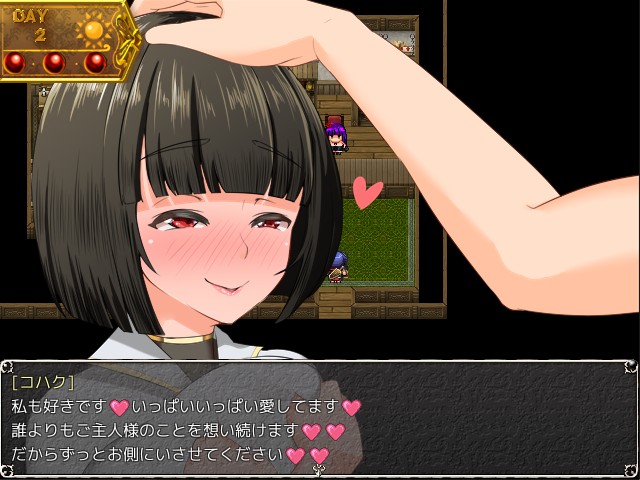 DAY
2
[コハク]
私も好きです💕いっぱいいっぱい愛してます💕
誰よりもご主人様のことを想い続けます💕💕
だからずっとお側にいさせてください💕💕